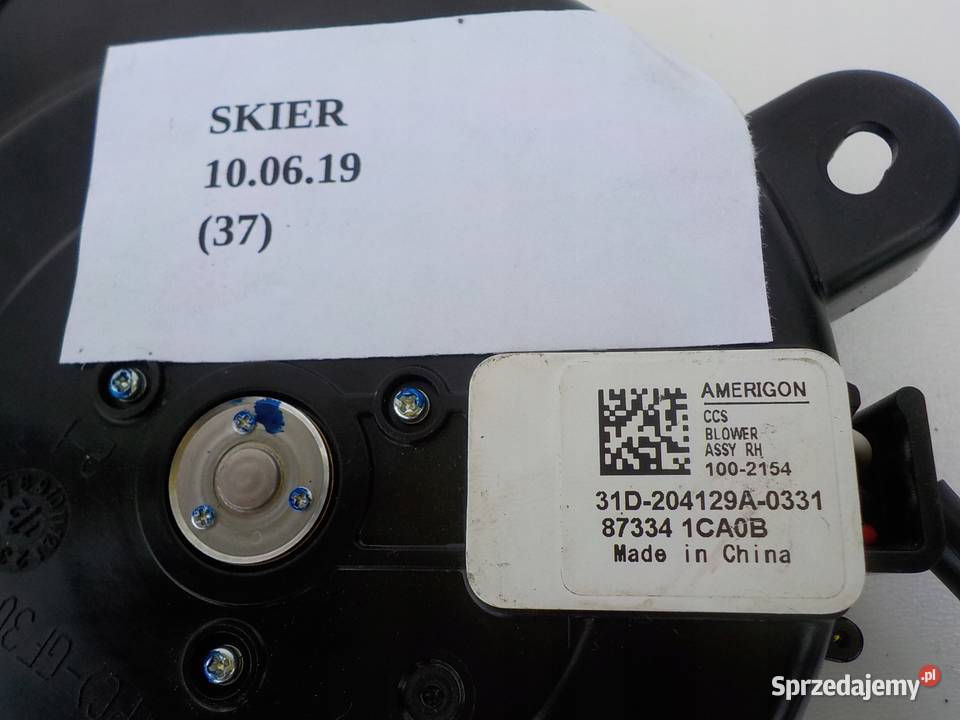 SKIER
10.06.19
(37)
AMERIGON
CCS
BLOWER
ASSY RH
100-2154
31D-204129A-0331
87334 1CA0B
Made in China
Sprzedajemy.pl